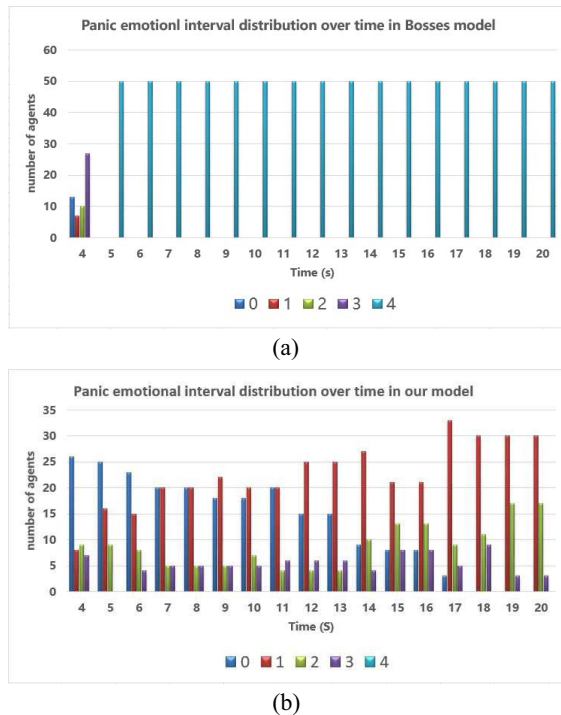 Panic emotionl interval distribution over time in Bosses model
60
50
40
30
20
10
0
number of agents
4 5 6 7 8 9 10 11 12 13 14 15 16 17 18 19 20
Time (s)
0 1 2 3 4
(a)
Panic emotional interval distribution over time in our model
35
30
25
20
15
10
5
0
number of agents
4 5 6 7 8 9 10 11 12 13 14 15 16 17 18 19 20
Time (S)
0 1 2 3 4
(b)